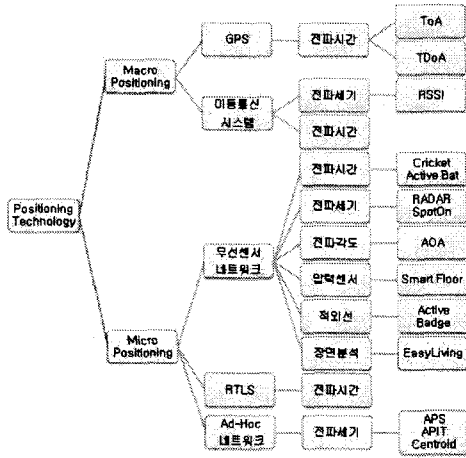 Positioning
Technology
Macro
Positioning
GPS
전파시간
ToA
TDoA
이동통신
시스템
전파세기
RSSI
전파시간
Micro
Positioning
무선센서
네트워크
전파시간
Cricket
Active Bat
전파세기
RADAR
SpotOn
전파각도
AOA
압력센서
Smart Floor
적외선
Active
Badge
장면분석
EasyLiving
RTLS
전파시간
Ad-Hoc
네트워크
전파세기
APS
APIT
Centroid